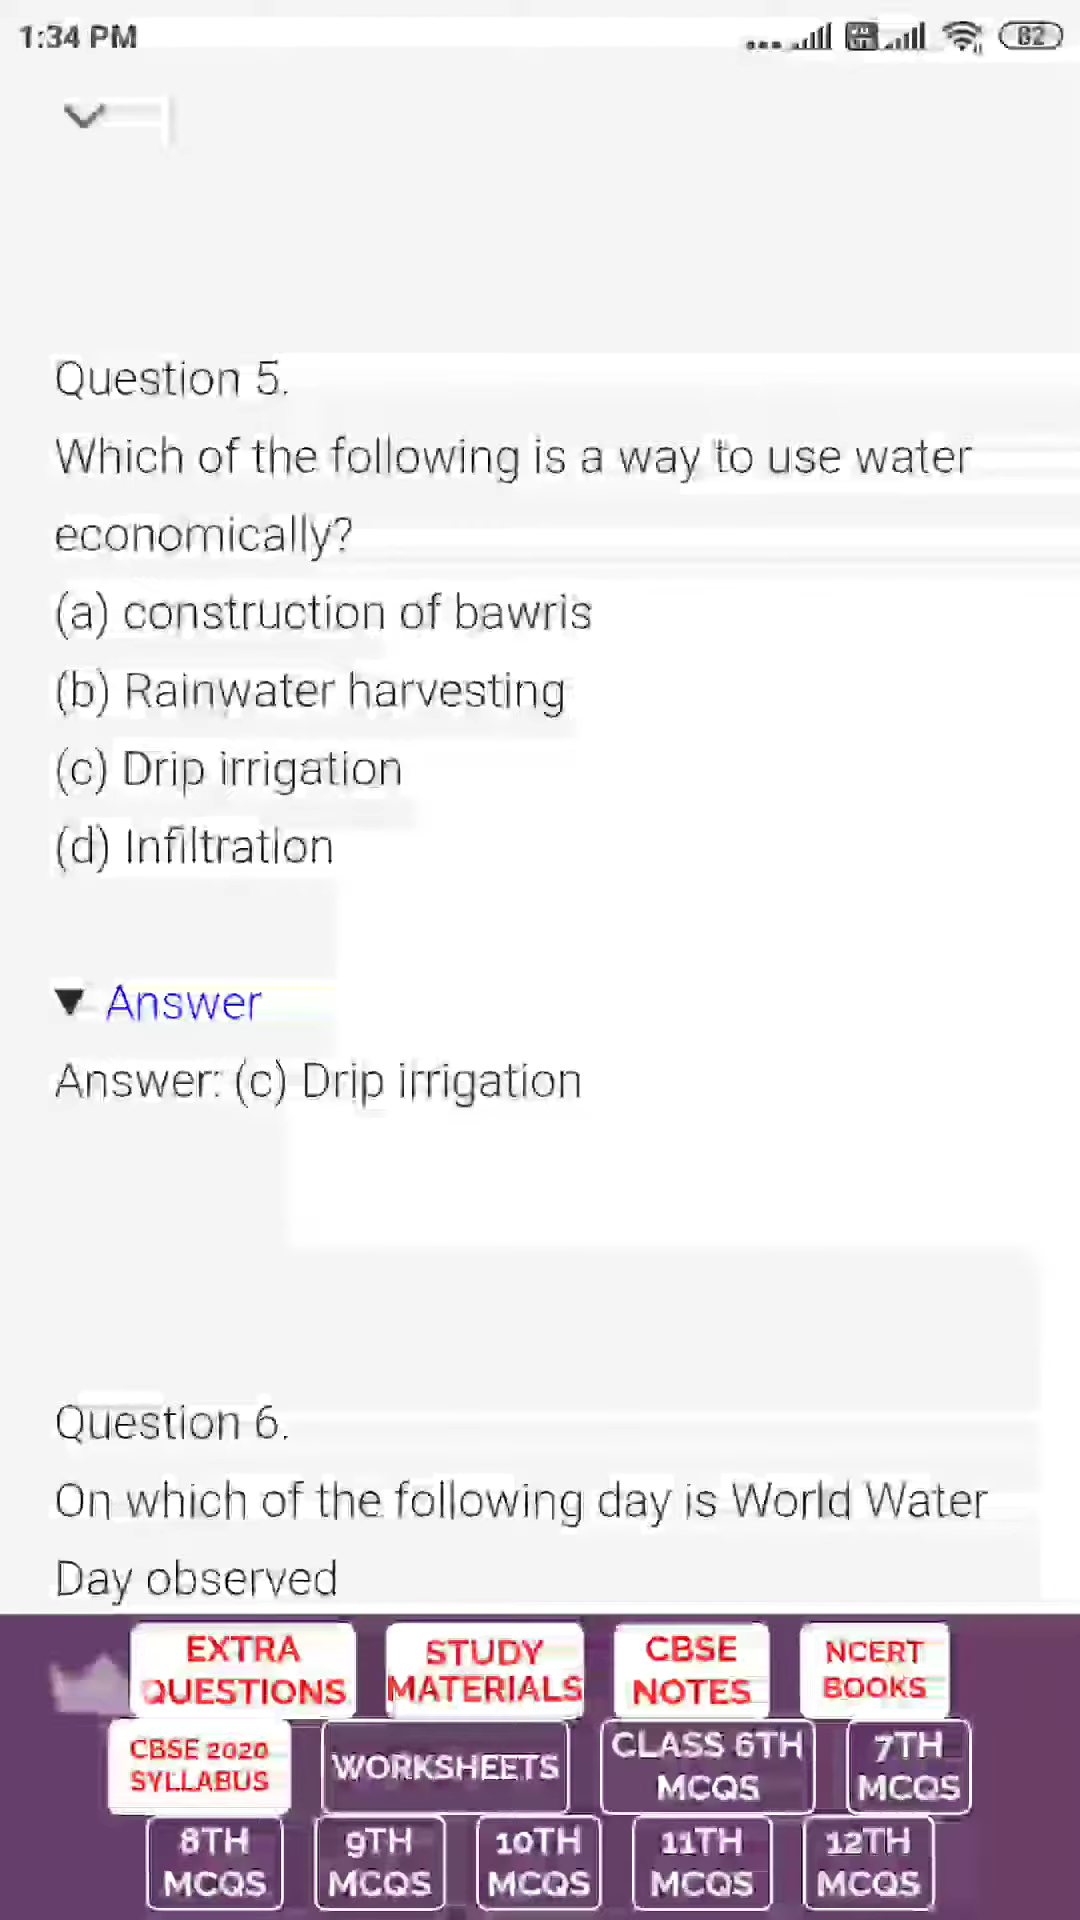 1:34 PM
82
Question 5.
Which of the following is a way to use water
economically?
(a) construction of bawris
(b) Rainwater harvesting
(c) Drip irrigation
(d) Infiltration
Answer
Answer: (c) Drip irrigation
Question 6.
On which of the following day is World Water
Day observed
EXTRA
QUESTIONS
STUDY
MATERIALS
CBSE
NOTES
NCERT
BOOKS
CBSE 2020
SYLLABUS
WORKSHEETS
CLASS 6TH
MCQS
7TH
MCQS
8TH
MCQS
9TH
MCQS
10TH
MCQS
11TH
MCQS
12TH
MCQS